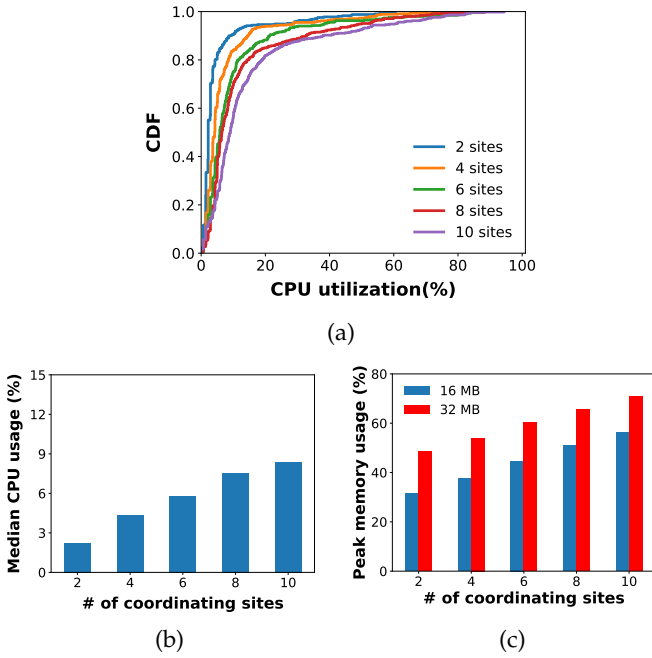 1.0
0.8
0.6
0.4
0.2
0.0
CDF
2 sites
4 sites
6 sites
8 sites
10 sites
0 20 40 60 80 100
CPU utilization(%)
(a)
15
12
9
6
3
0
Median CPU usage (%)
2 4 6 8 10
# of coordinating sites
(b)
80
60
40
20
0
Peak memory usage (%)
16 MB
32 MB
2 4 6 8 10
# of coordinating sites
(c)